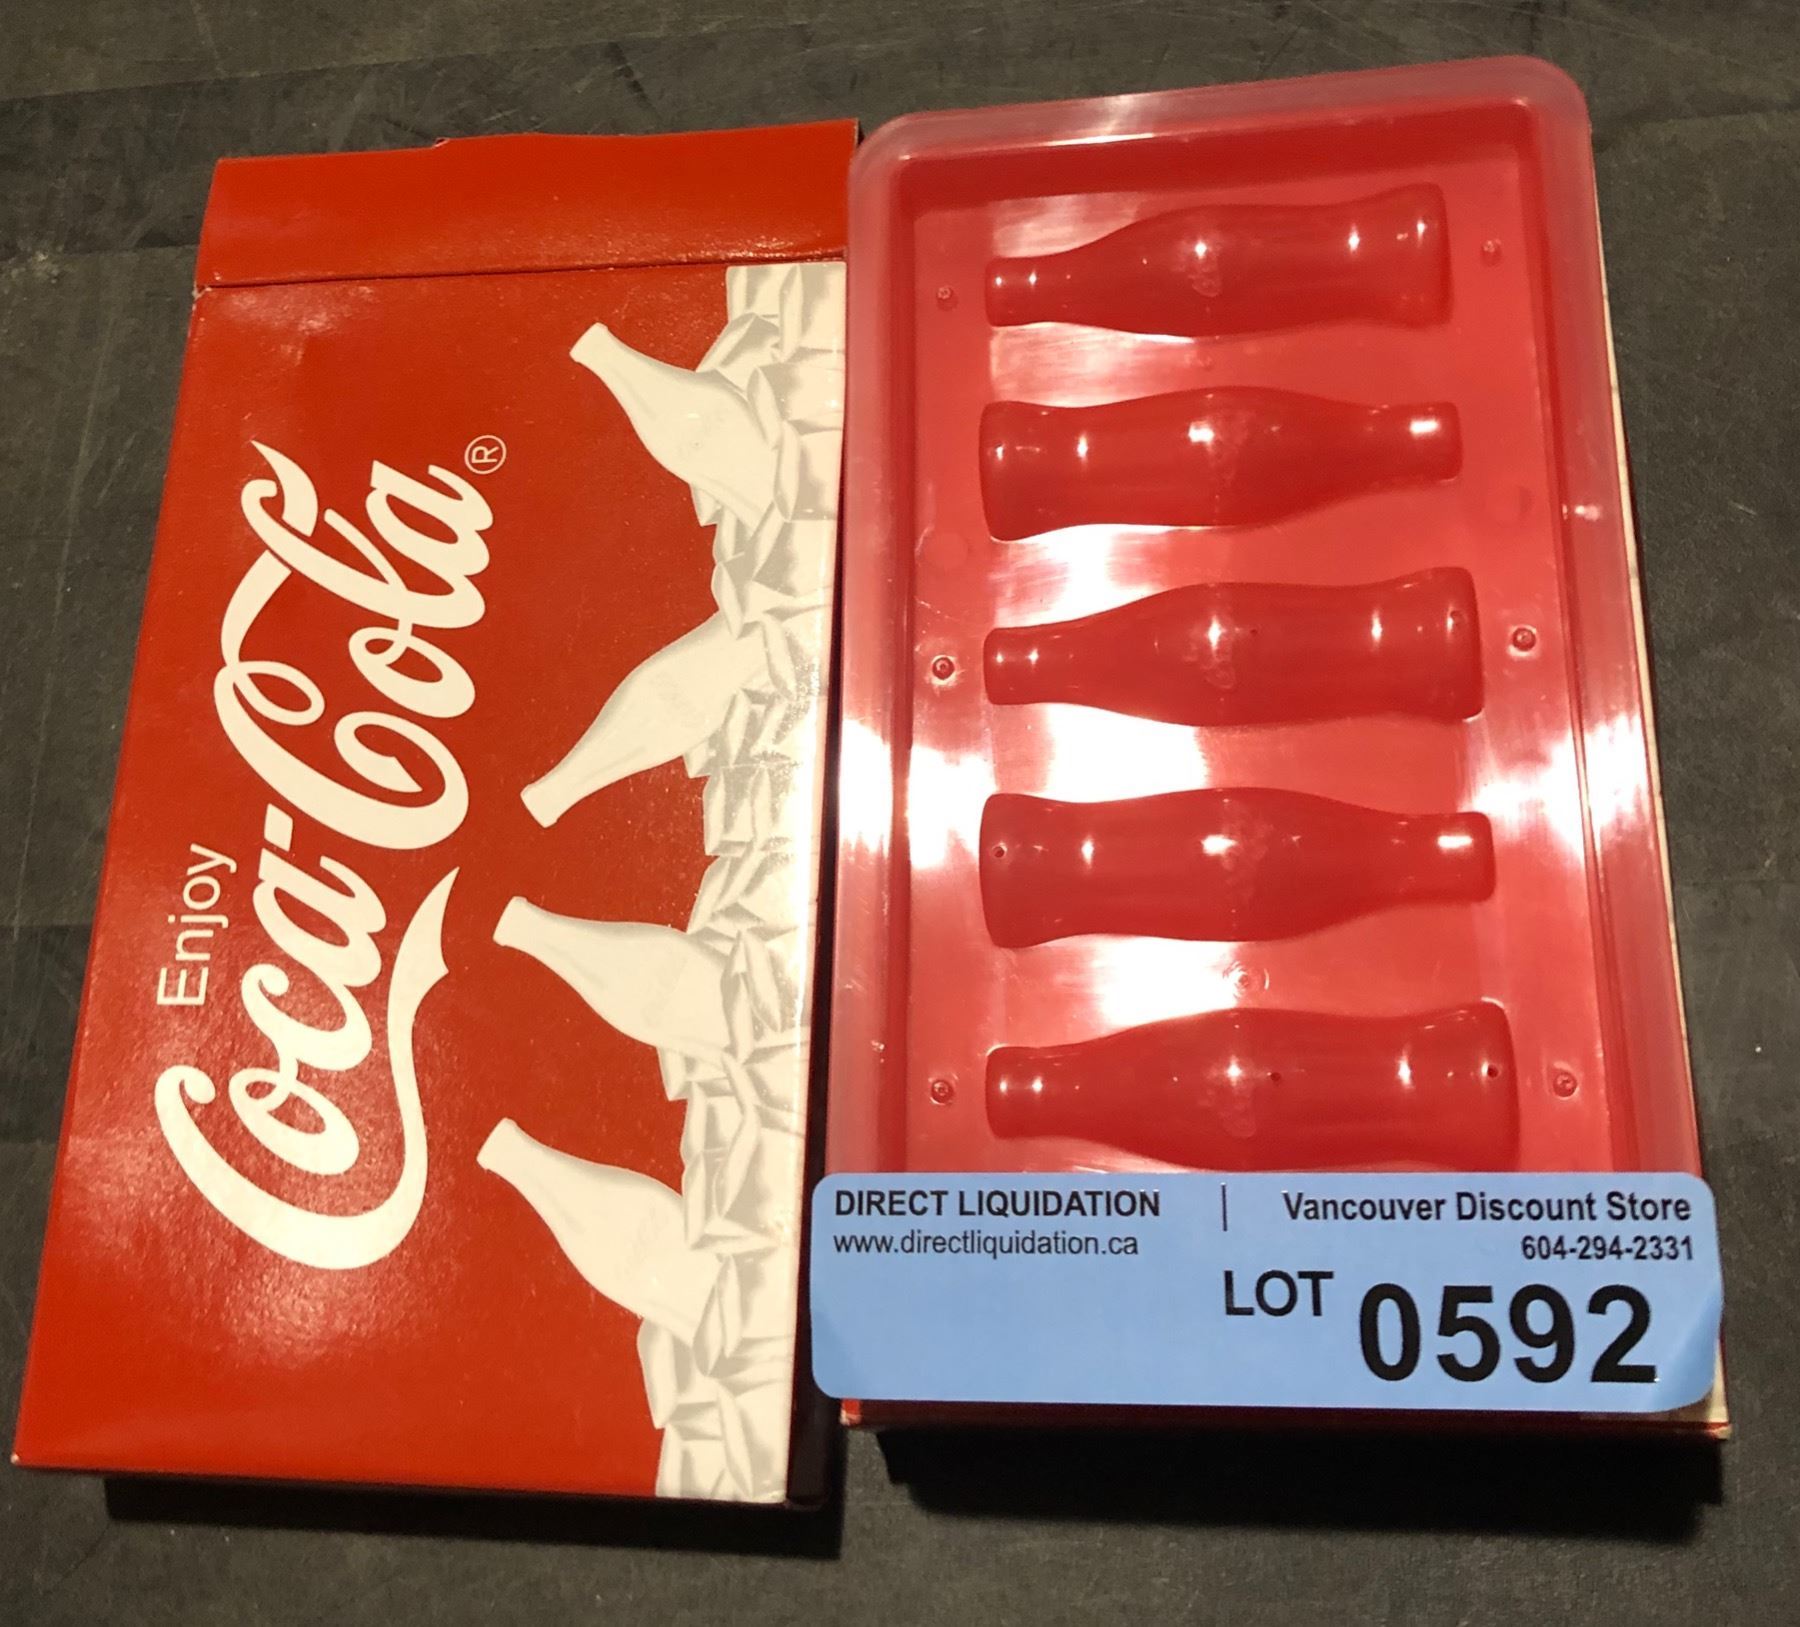 Enjoy
Coca-Cola®
DIRECT LIQUIDATION | Vancouver Discount Store
www.directliquidation.ca 604-294-2331
LOT 0592